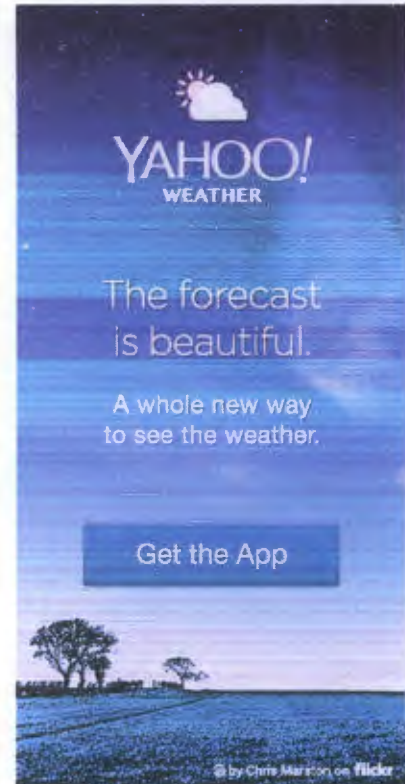 YAHOO!
WEATHER
The forecast
is beautiful.
A whole new way
to see the weather.
Get the App
© by Chris Marston on flickr